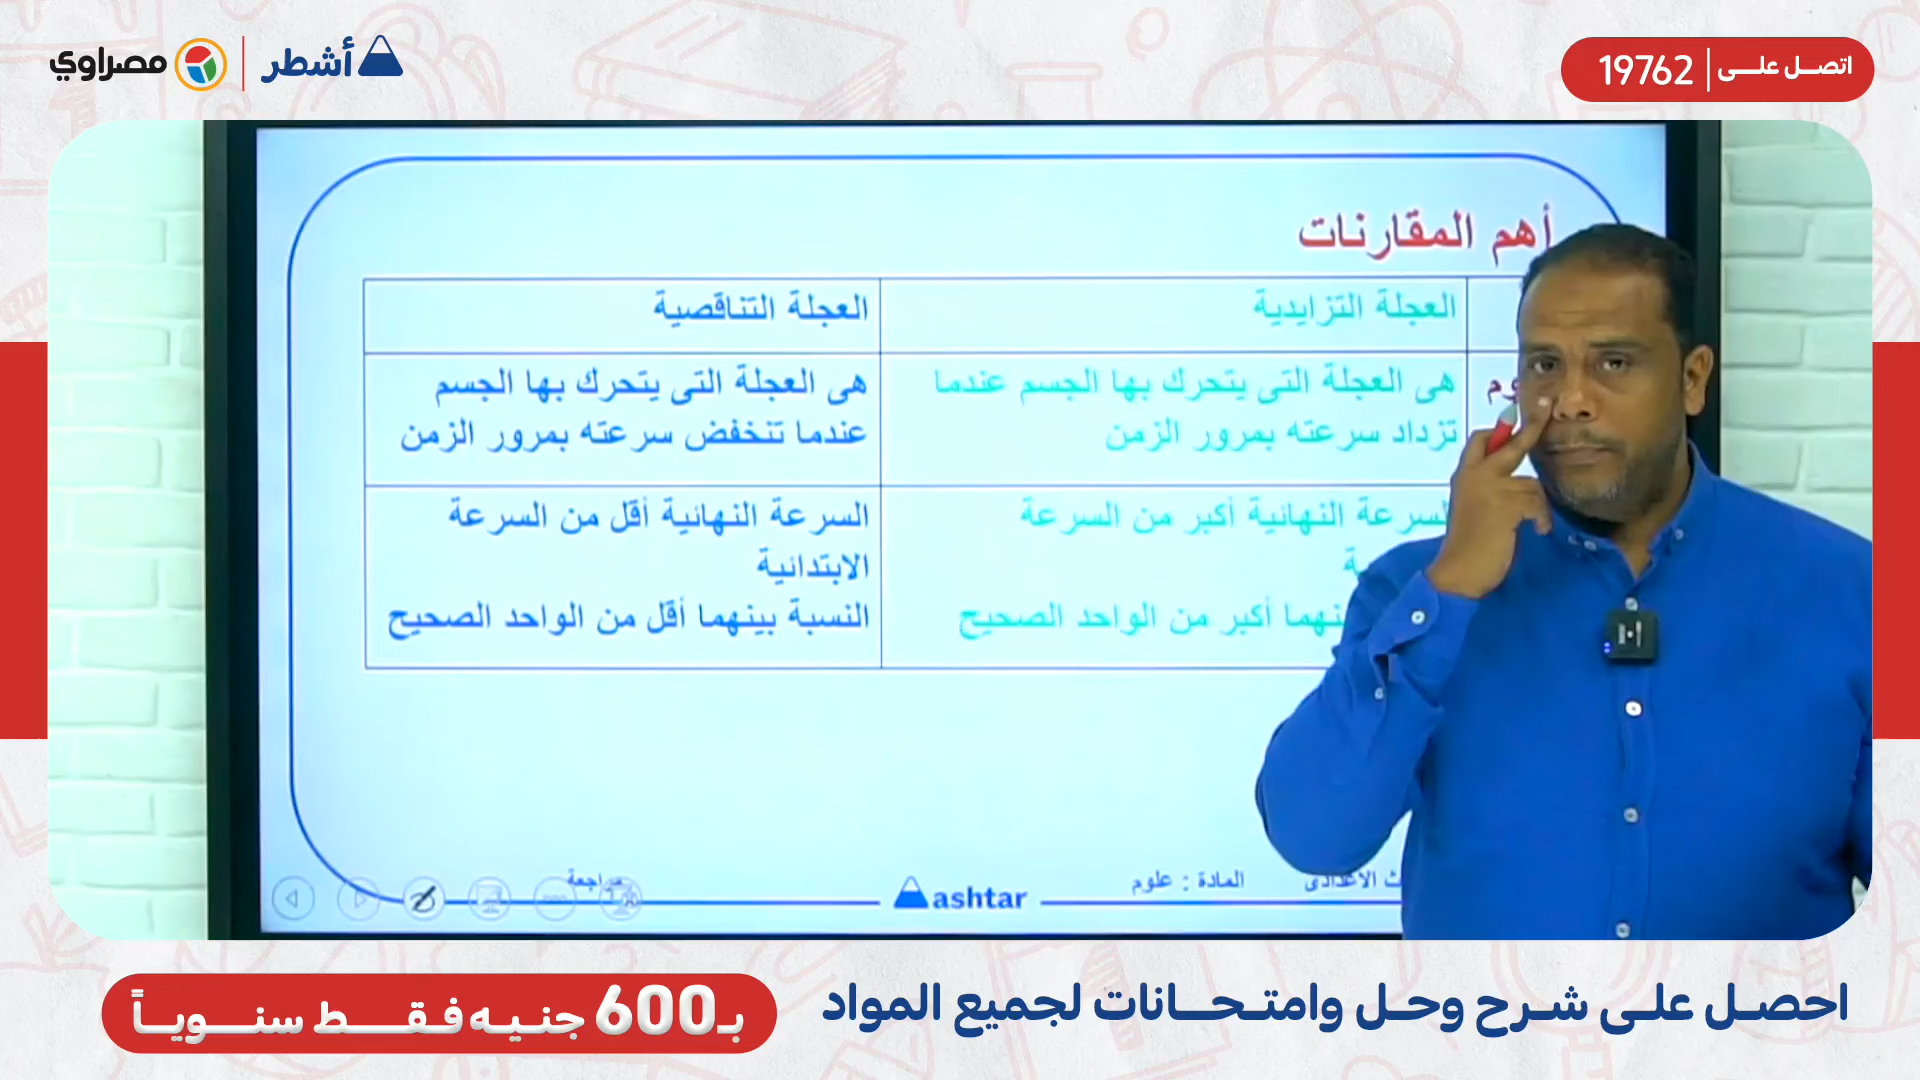 مصراوي
أشطر
اتصل على 19762
أهم المقارنات
العجلة التزايدية
العجلة التناقصية
هى العجلة التى يتحرك بها الجسم عندما
تزداد سرعته بمرور الزمن
هى العجلة التى يتحرك بها الجسم
عندما تنخفض سرعته بمرور الزمن
السرعة النهائية أكبر من السرعة
أكبر من الواحد الصحيح
السرعة النهائية أقل من السرعة
الابتدائية
النسبة بينهما أقل من الواحد الصحيح
المادة : علوم
ashtar
مراجعة
احصل على شرح وحل وامتحانات لجميع المواد
بـ600 جنيه فقط سنوياً